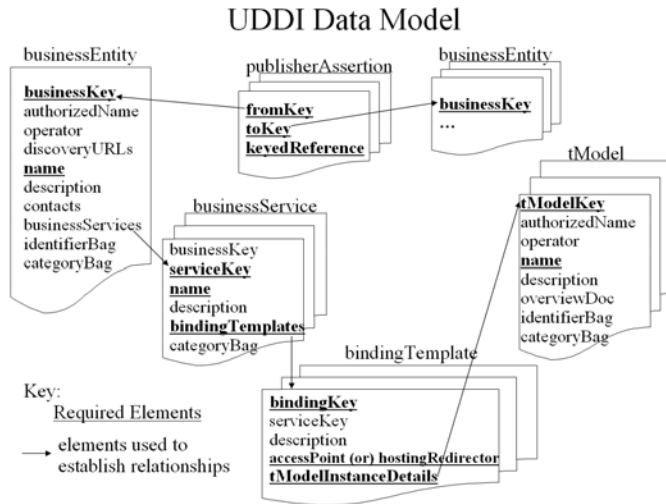 UDDI Data Model
businessEntity
businessKey
authorizedName
operator
discoveryURLs
name
description
contacts
businessServices
identifierBag
categoryBag
publisherAssertion
fromKey
toKey
keyedReference
businessEntity
businessKey
...
businessService
businessKey
serviceKey
name
description
bindingTemplates
categoryBag
tModel
tModelKey
authorizedName
operator
name
description
overviewDoc
identifierBag
categoryBag
bindingTemplate
bindingKey
serviceKey
description
accessPoint (or) hostingRedirector
tModelInstanceDetails
Key:
Required Elements
elements used to
establish relationships